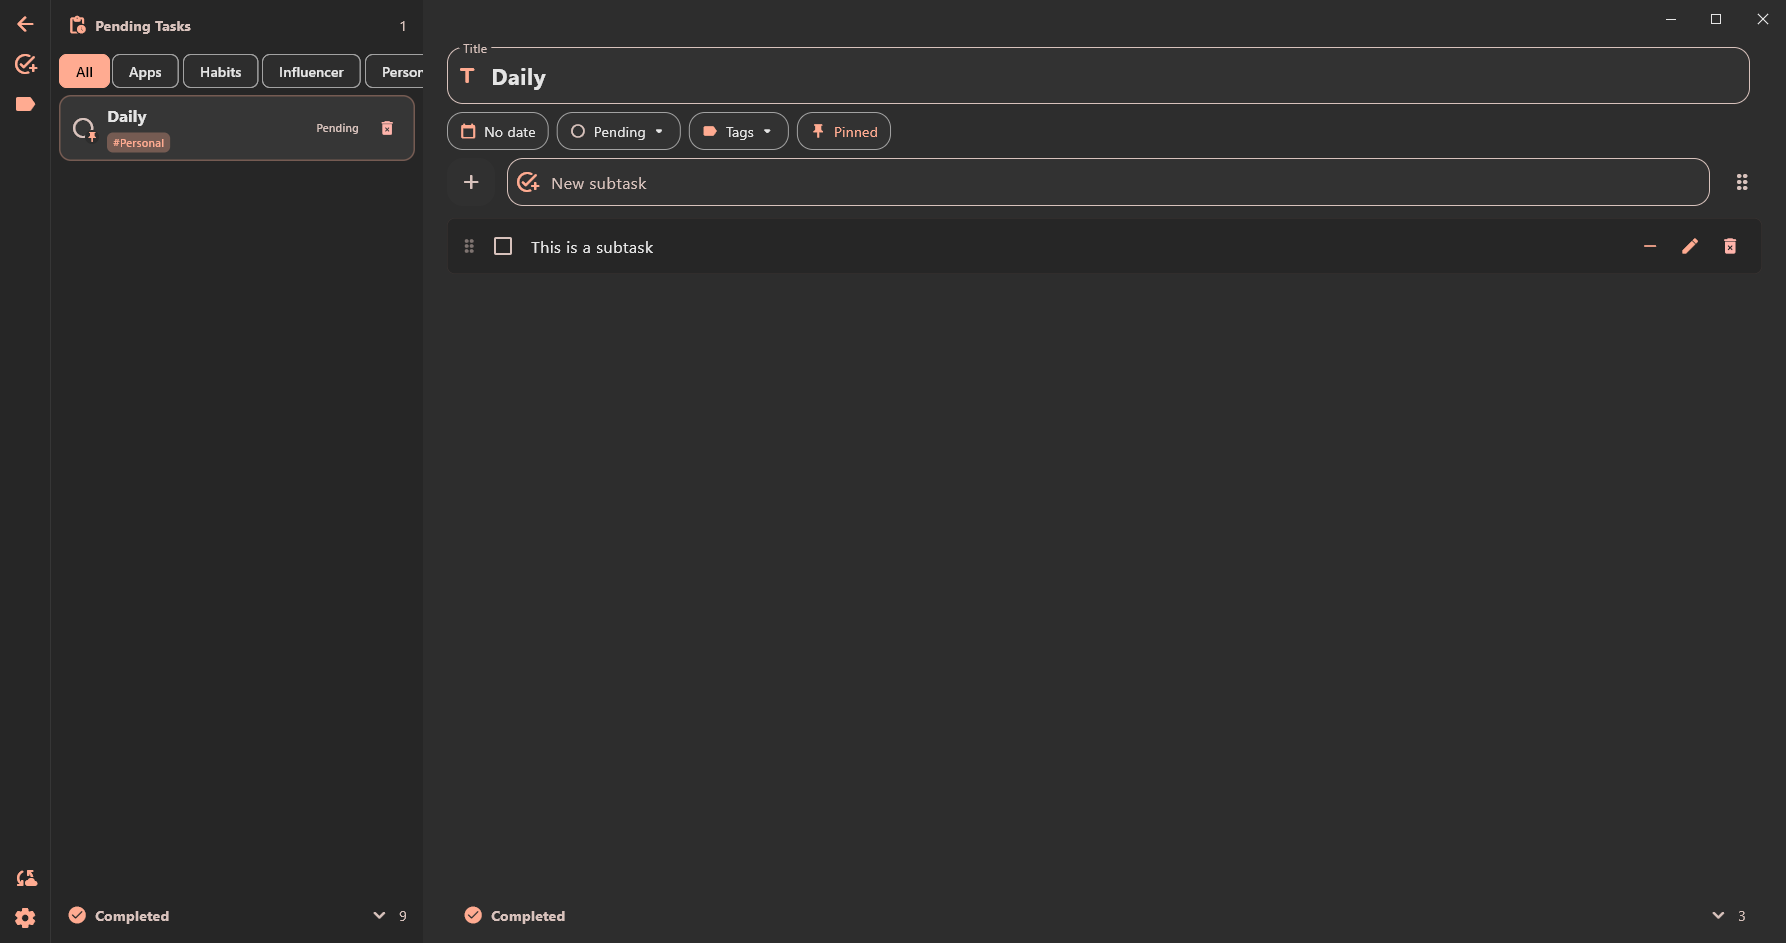 Pending Tasks 1
All Apps Habits Influencer Person
Daily
#Personal
Pending
Completed 9
Title
Daily
No date Pending Tags Pinned
New subtask
This is a subtask
Completed 3